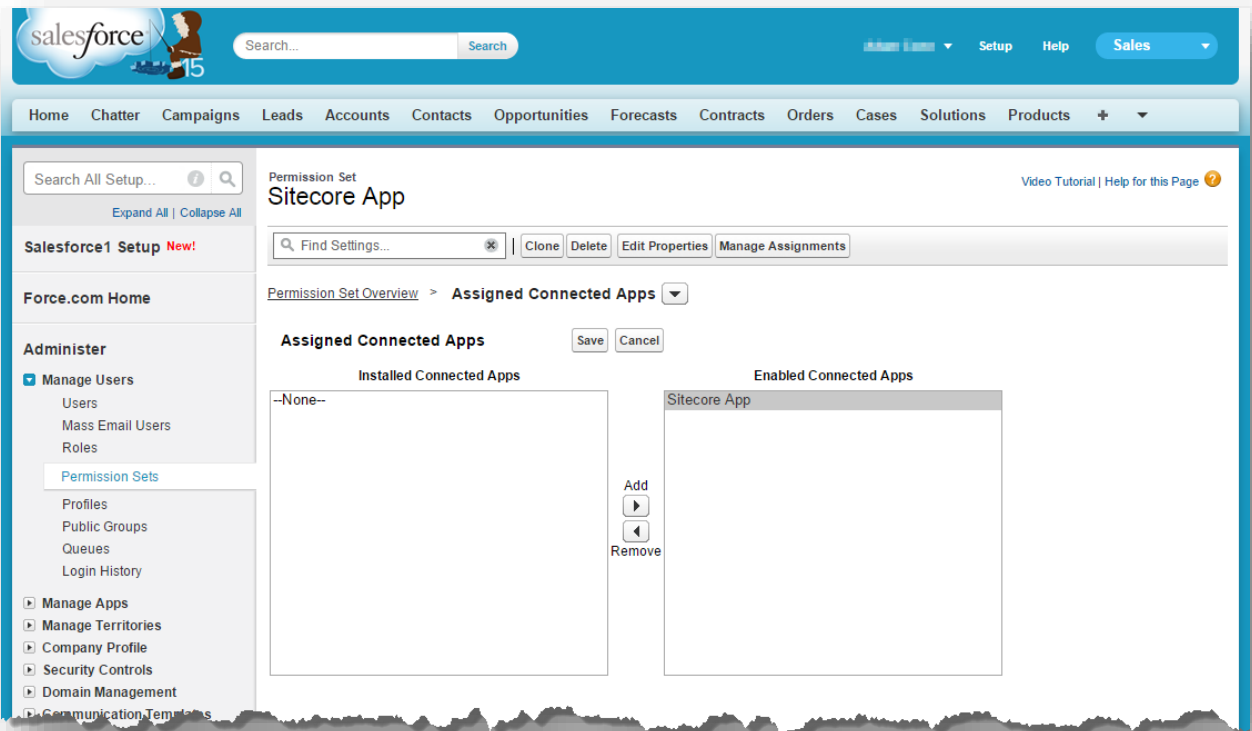 salesforce
15
Search...
Search
Setup
Help
Sales
Home
Chatter
Campaigns
Leads
Accounts
Contacts
Opportunities
Forecasts
Contracts
Orders
Cases
Solutions
Products
Search All Setup...
Expand All | Collapse All
Salesforce1 Setup New!
Force.com Home
Administer
Manage Users
Users
Mass Email Users
Roles
Permission Sets
Profiles
Public Groups
Queues
Login History
Manage Apps
Manage Territories
Company Profile
Security Controls
Domain Management
Communication Templates
Permission Set
Sitecore App
Video Tutorial | Help for this Page
Find Settings...
Clone
Delete
Edit Properties
Manage Assignments
Permission Set Overview > Assigned Connected Apps
Assigned Connected Apps
Save
Cancel
Installed Connected Apps
--None--
Add
Remove
Enabled Connected Apps
Sitecore App